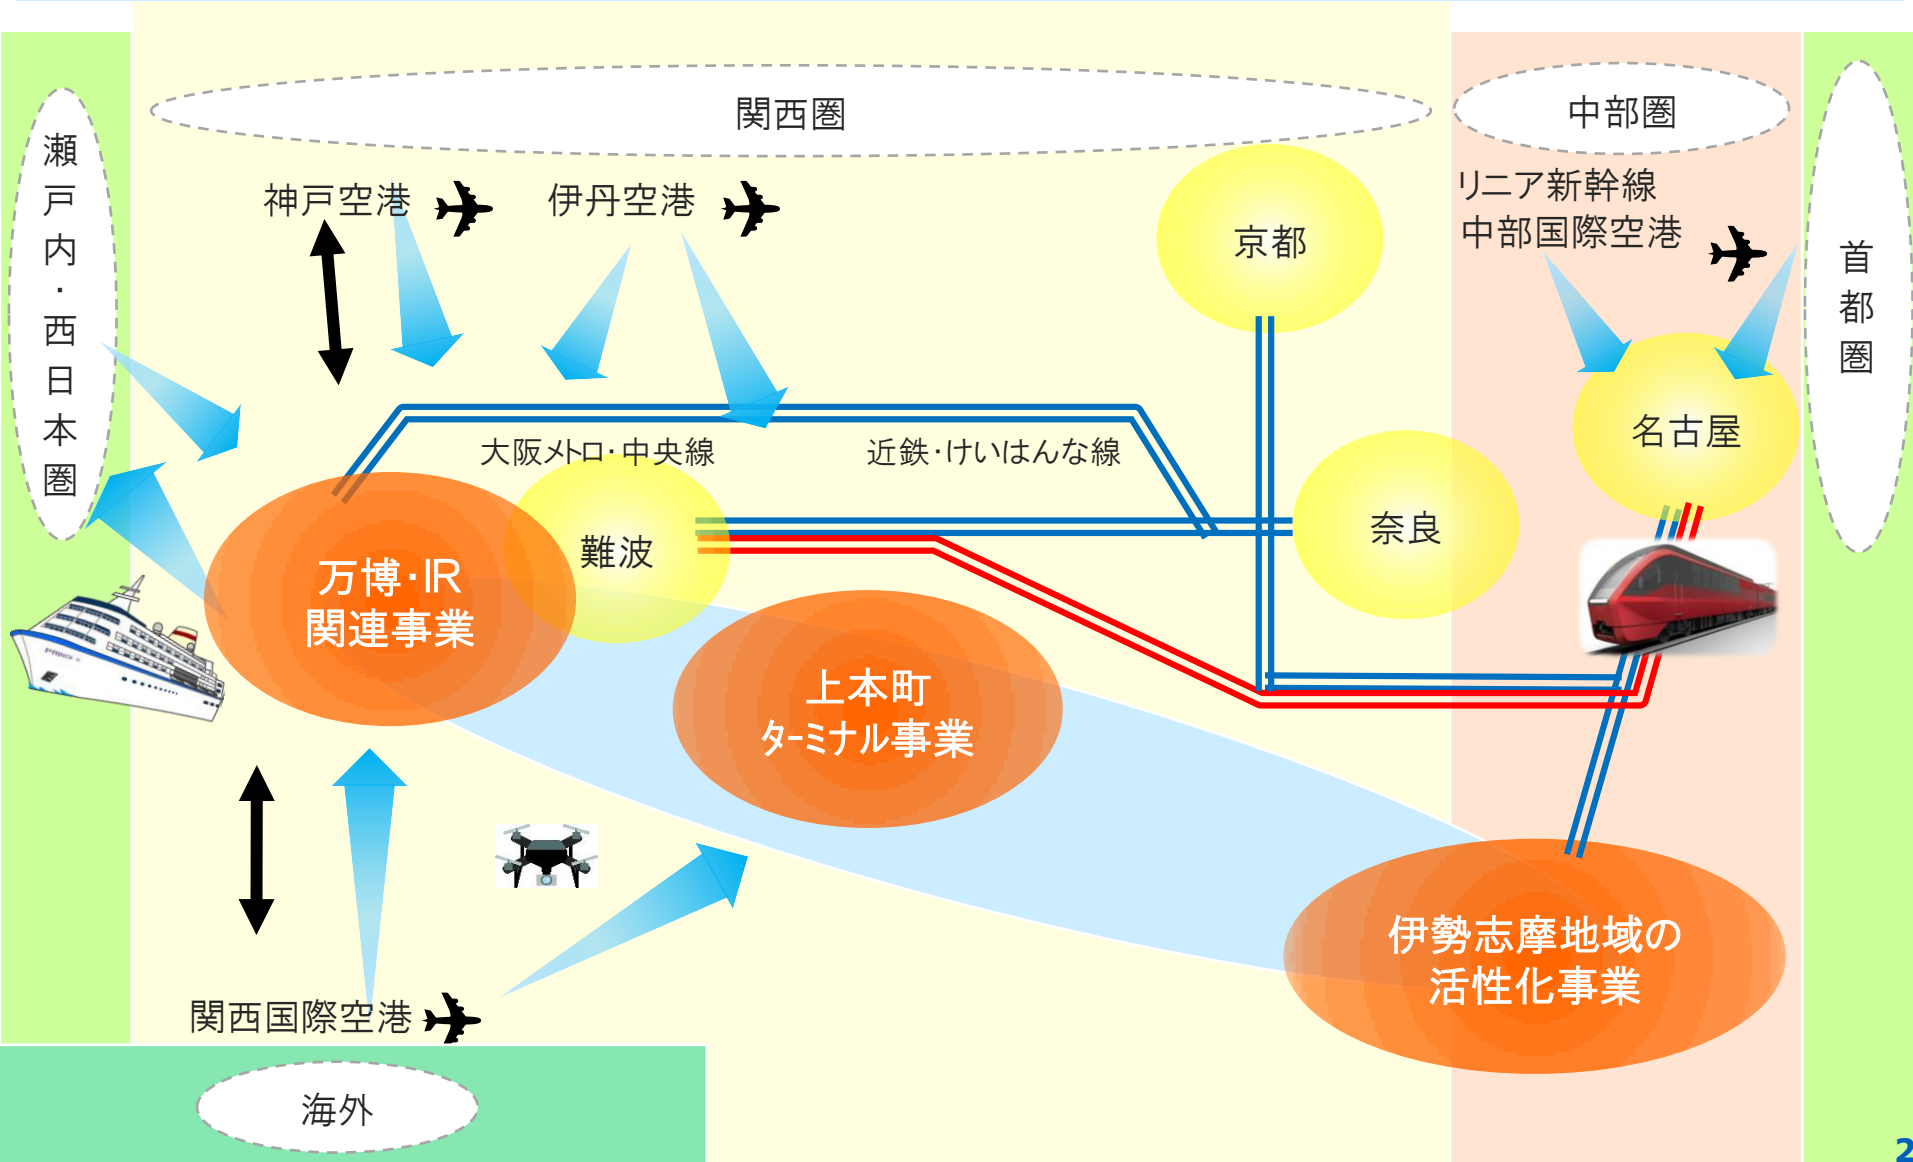 関西圏
中部圏
瀬戸内・西日本圏
神戸空港
伊丹空港
京都
リニア新幹線
中部国際空港
首都圏
名古屋
大阪ﾒﾄﾛ・中央線
近鉄・けいはんな線
難波
奈良
万博・IR
関連事業
PRINCE
上本町
ﾀｰﾐﾅﾙ事業
伊勢志摩地域の
活性化事業
関西国際空港
海外
2